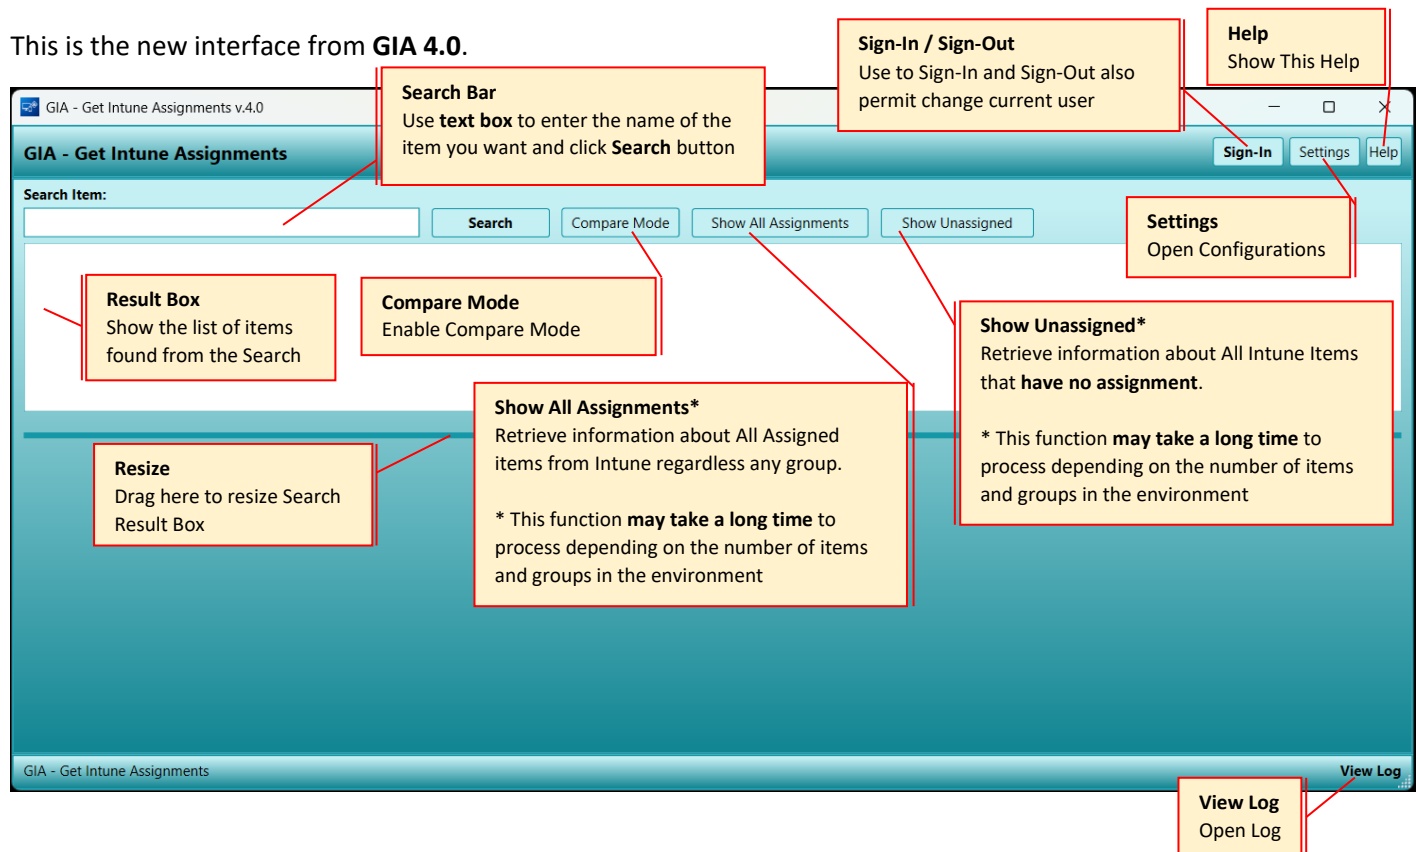 This is the new interface from GIA 4.0.
Sign-In / Sign-Out
Use to Sign-In and Sign-Out also
permit change current user
Help
Show This Help
Search Bar
Use text box to enter the name of the
item you want and click Search button
GIA - Get Intune Assignments v.4.0
GIA - Get Intune Assignments
Sign-In
Settings
Help
Search Item:
Search
Compare Mode
Show All Assignments
Show Unassigned
Settings
Open Configurations
Result Box
Show the list of items
found from the Search
Compare Mode
Enable Compare Mode
Show Unassigned*
Retrieve information about All Intune Items
that have no assignment.
* This function may take a long time to
process depending on the number of items
and groups in the environment
Show All Assignments*
Retrieve information about All Assigned
items from Intune regardless any group.
* This function may take a long time to
process depending on the number of items
and groups in the environment
Resize
Drag here to resize Search
Result Box
GIA - Get Intune Assignments
View Log
View Log
Open Log